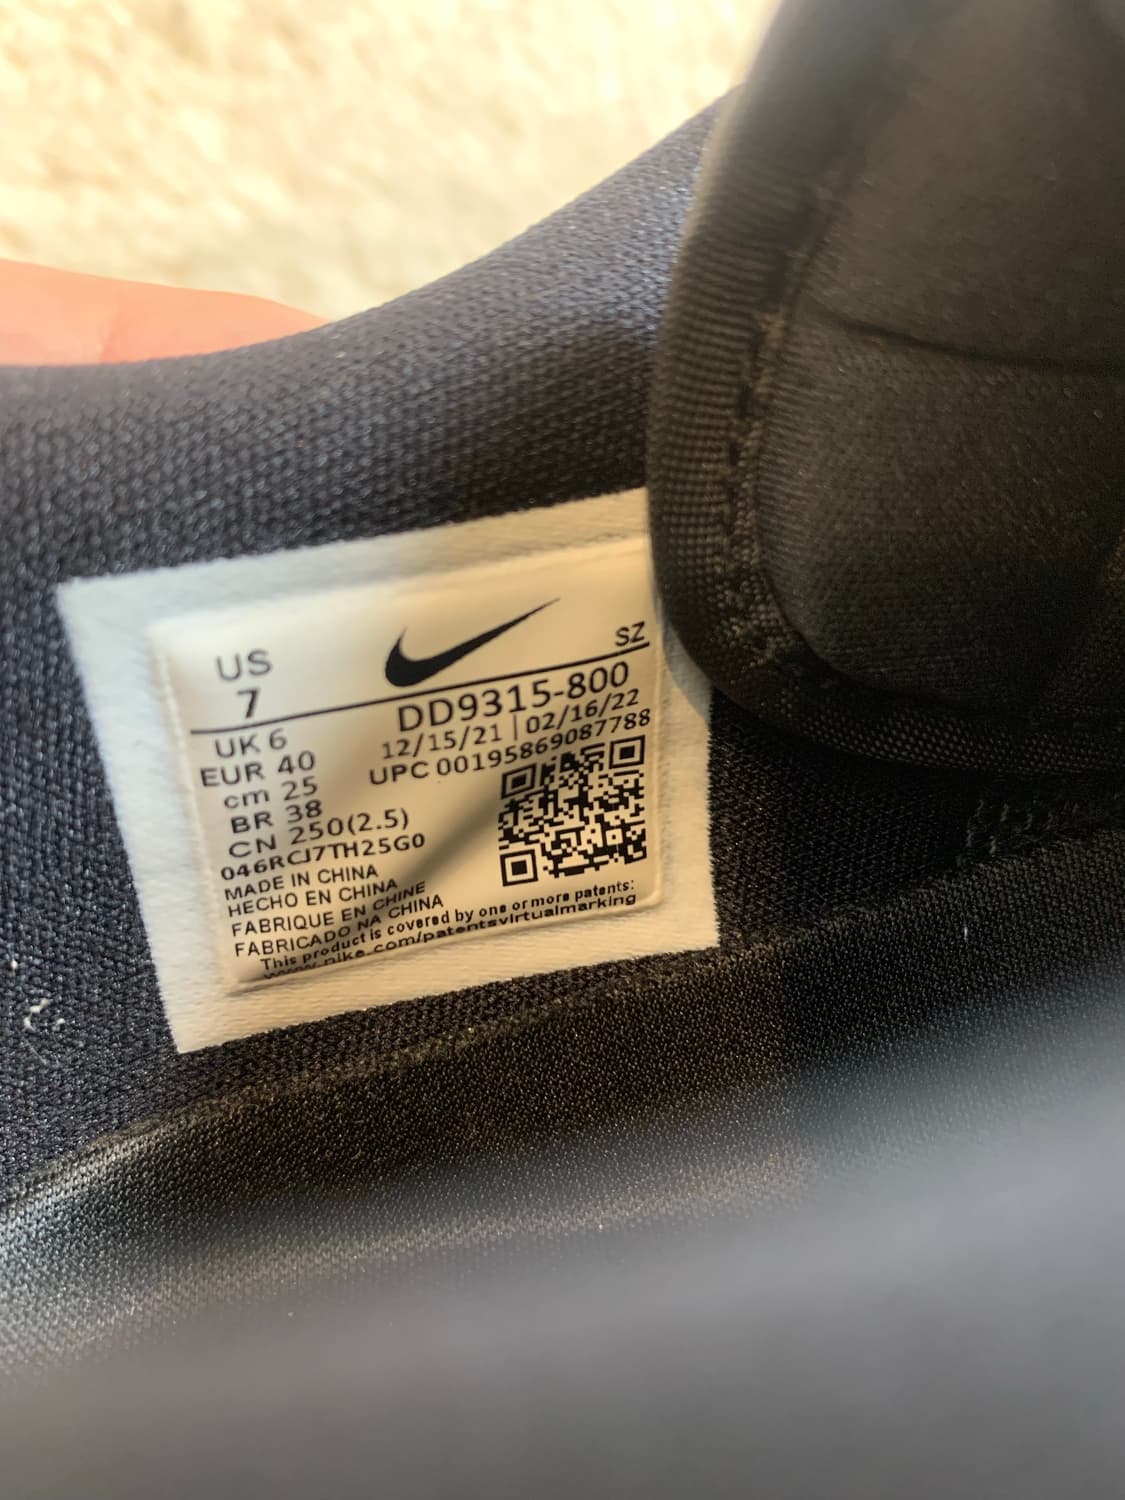 US
7
SZ
DD9315-800
UK 6
12/15/21 | 02/16/22
EUR 40
UPC 00195869087788
cm 25
BR 38
CN 250(2.5)
046RCJ7TH25G0
MADE IN CHINA
HECHO EN CHINA
FABRIQUE EN CHINE
FABRICADO NA CHINA
This product is covered by one or more patents:
www.nike.com/patentsvirtualmarking